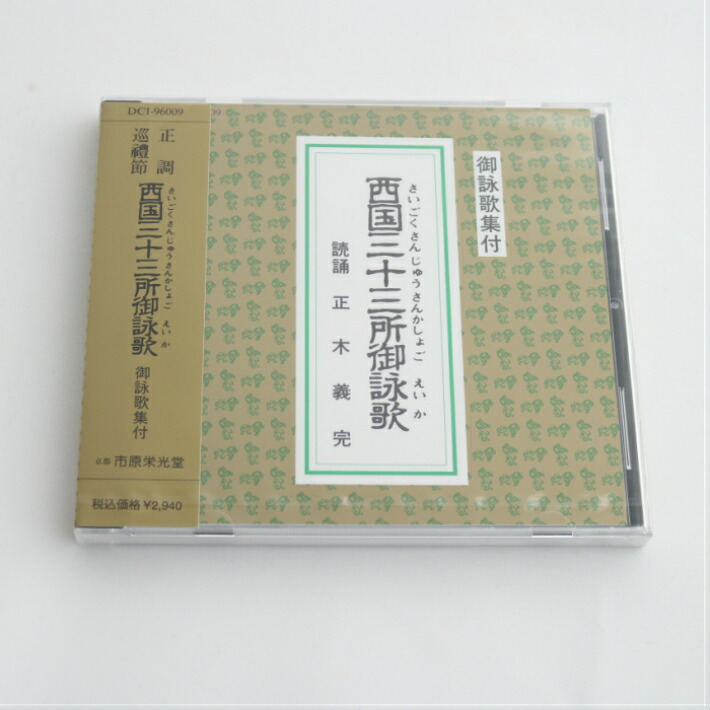 DCI-96009
正調
巡禮節
さいごくさんじゅうさんかしょご えいか
西国三十三所御詠歌
御詠歌集付
京都 市原栄光堂
税込価格¥2,940
09
御詠歌集付
さいごくさんじゅうさんかしょご えいか
西国三十三所御詠歌
読誦 正木義完